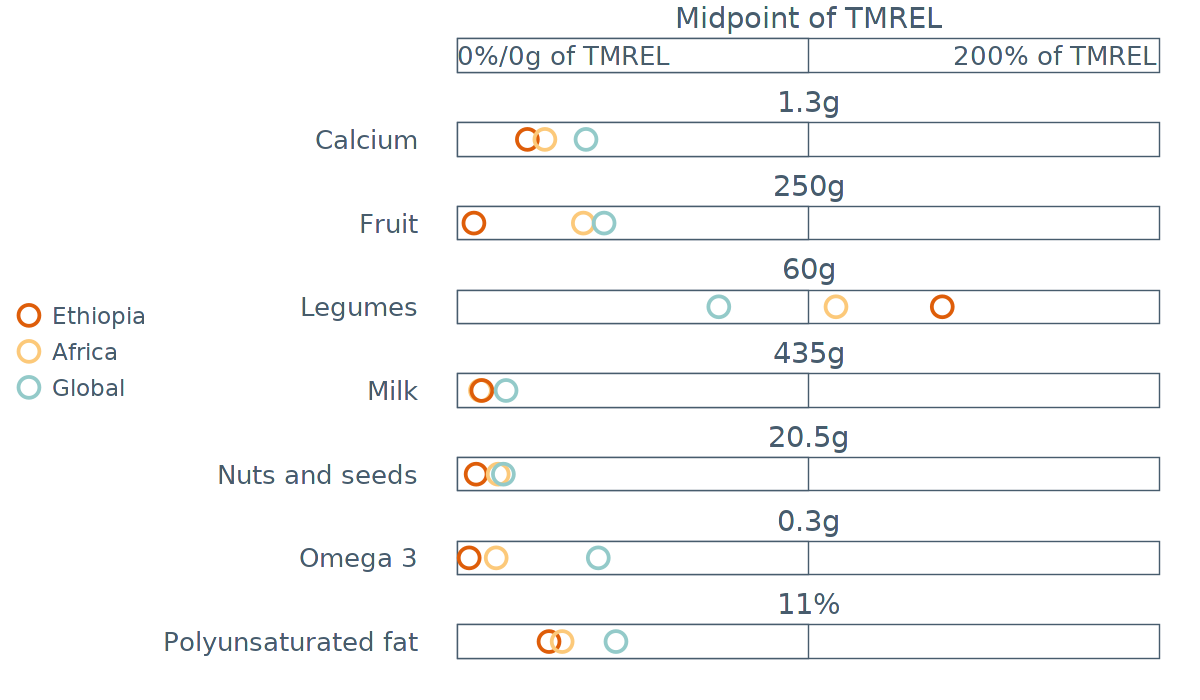 Midpoint of TMREL
0%/0g of TMREL 200% of TMREL
1.3g
Calcium
250g
Fruit
60g
Legumes
435g
Milk
20.5g
Nuts and seeds
0.3g
Omega 3
11%
Polyunsaturated fat
Ethiopia
Africa
Global